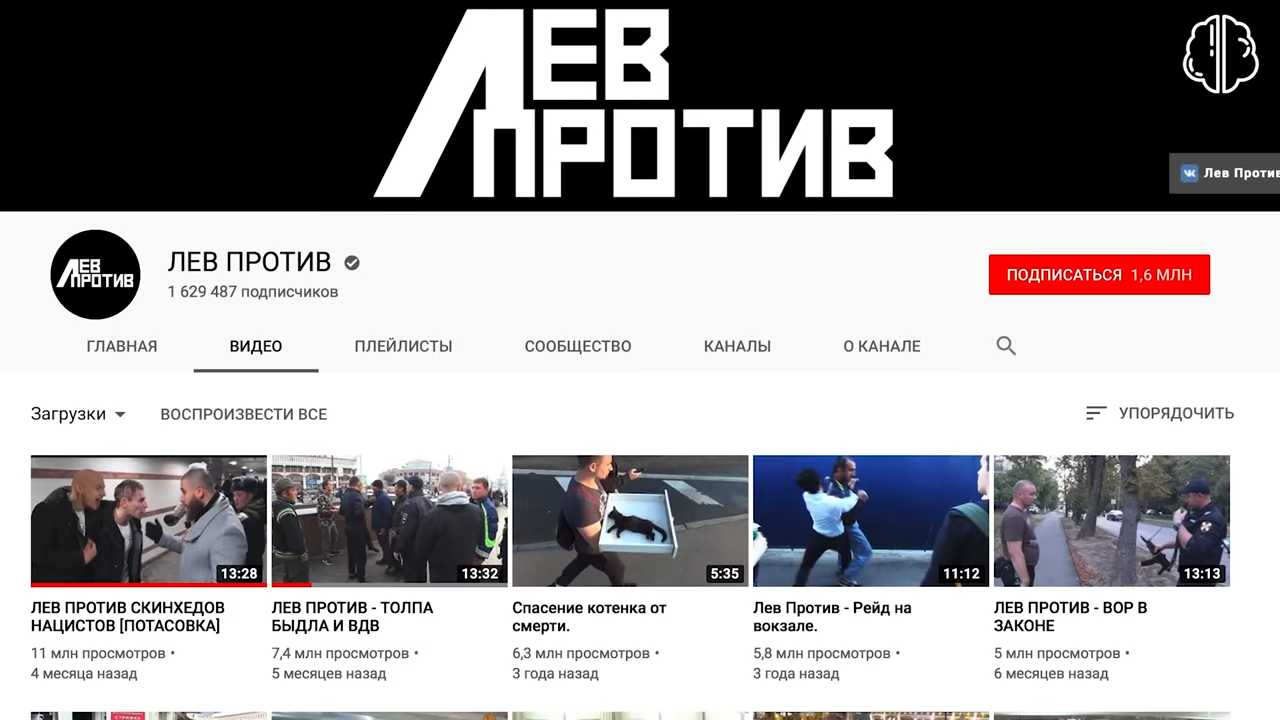 ЛЕВ
ПРОТИВ
Лев Против
ЛЕВ
ПРОТИВ
ЛЕВ ПРОТИВ
1 629 487 подписчиков
ПОДПИСАТЬСЯ 1,6 МЛН
ГЛАВНАЯ ВИДЕО ПЛЕЙЛИСТЫ СООБЩЕСТВО КАНАЛЫ О КАНАЛЕ
Загрузки ВОСПРОИЗВЕСТИ ВСЕ УПОРЯДОЧИТЬ
13:28 13:32 5:35 11:12 13:13
ЛЕВ ПРОТИВ СКИНХЕДОВ
НАЦИСТОВ [ПОТАСОВКА]
11 млн просмотров •
4 месяца назад
ЛЕВ ПРОТИВ - ТОЛПА
БЫДЛА И ВДВ
7,4 млн просмотров •
5 месяцев назад
Спасение котенка от
смерти.
6,3 млн просмотров •
3 года назад
Лев Против - Рейд на
вокзале.
5,8 млн просмотров •
3 года назад
ЛЕВ ПРОТИВ - ВОР В
ЗАКОНЕ
5 млн просмотров •
6 месяцев назад